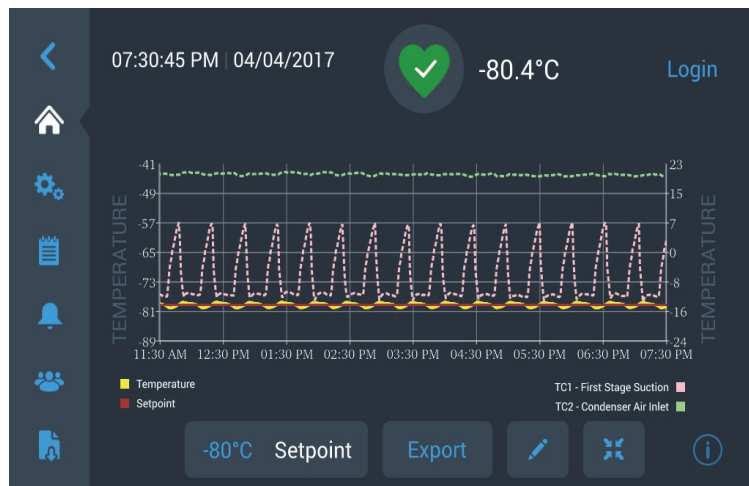 07:30:45 PM | 04/04/2017
-80.4°C
Login
-41
-49
-57
-65
-73
-81
-89
TEMPERATURE
23
15
7
0
-8
-16
-24
TEMPERATURE
11:30 AM 12:30 PM 01:30 PM 02:30 PM 03:30 PM 04:30 PM 05:30 PM 06:30 PM 07:30 PM
Temperature
Setpoint
TC1 - First Stage Suction
TC2 - Condenser Air Inlet
-80°C Setpoint
Export
i